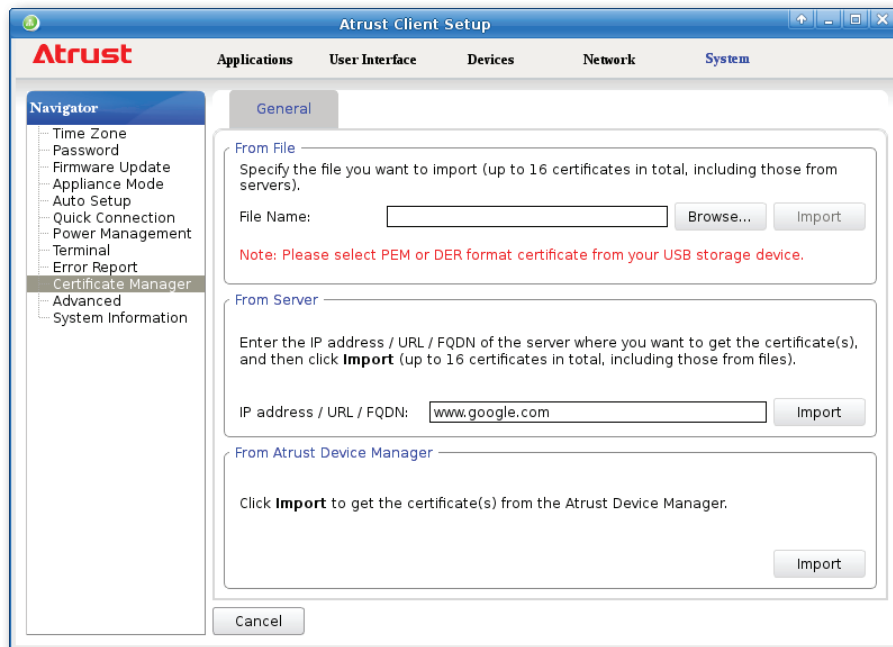 Atrust Client Setup
Atrust
Applications User Interface Devices Network System
Navigator
Time Zone
Password
Firmware Update
Appliance Mode
Auto Setup
Quick Connection
Power Management
Terminal
Error Report
Certificate Manager
Advanced
System Information
General
From File
Specify the file you want to import (up to 16 certificates in total, including those from
servers).
File Name: Browse... Import
Note: Please select PEM or DER format certificate from your USB storage device.
From Server
Enter the IP address / URL / FQDN of the server where you want to get the certificate(s),
and then click Import (up to 16 certificates in total, including those from files).
IP address / URL / FQDN: www.google.com Import
From Atrust Device Manager
Click Import to get the certificate(s) from the Atrust Device Manager.
Import
Cancel